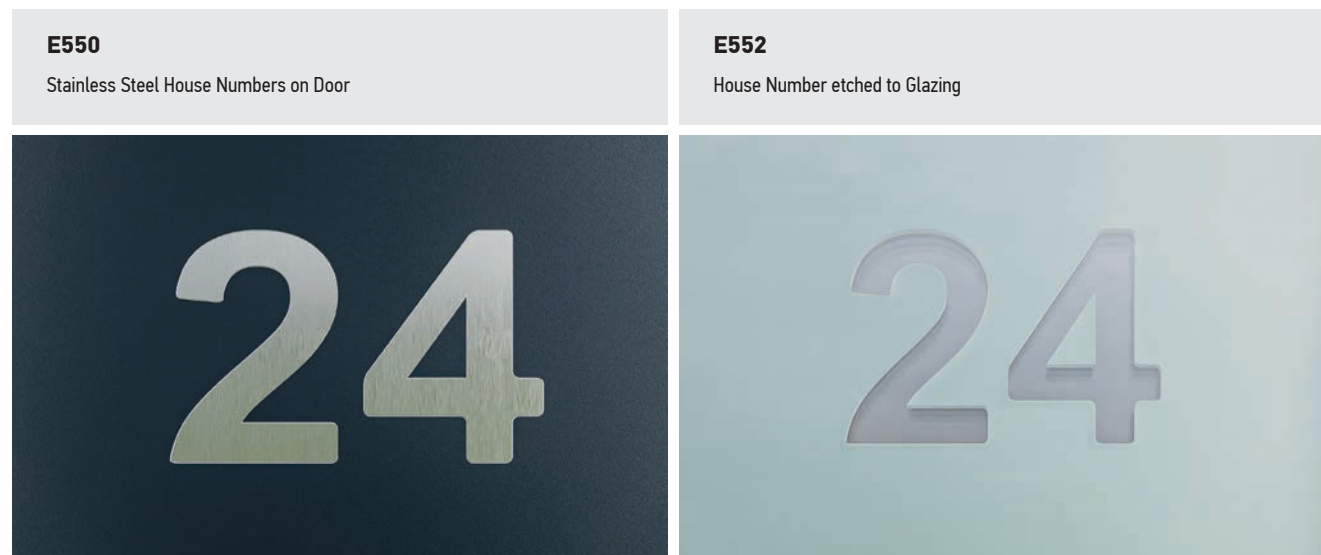 E550
Stainless Steel House Numbers on Door
E552
House Number etched to Glazing
24
24